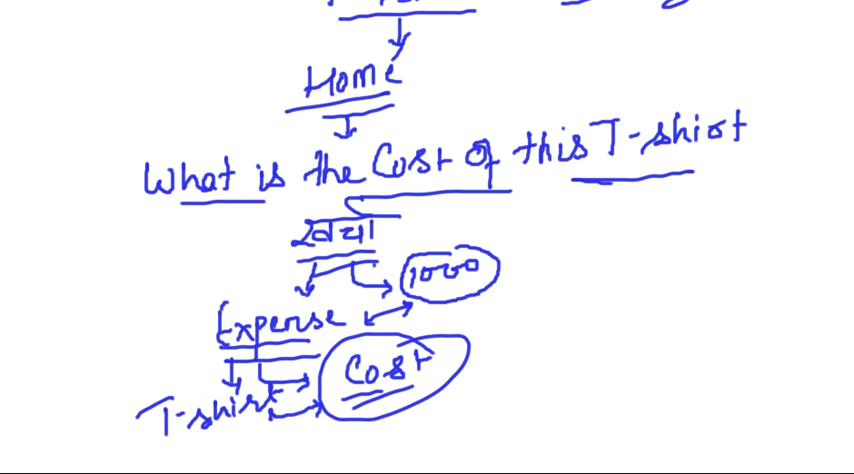 Home
What is the Cost of this T-shirt
खर्चा
1000
Expense
Cost
T-shirt